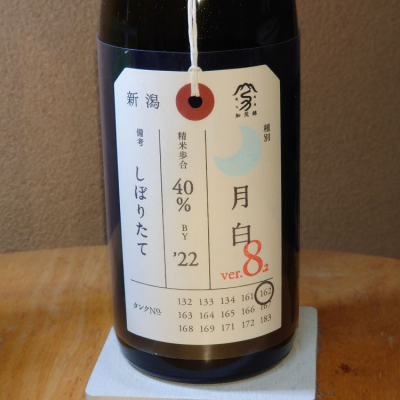 新潟
加茂錦
種別
月白
ver.8.2
精米歩合
40%
BY
'22
備考
しぼりたて
タンクNo.
132 133 134 161 162
163 164 165 166 167
168 169 171 172 183